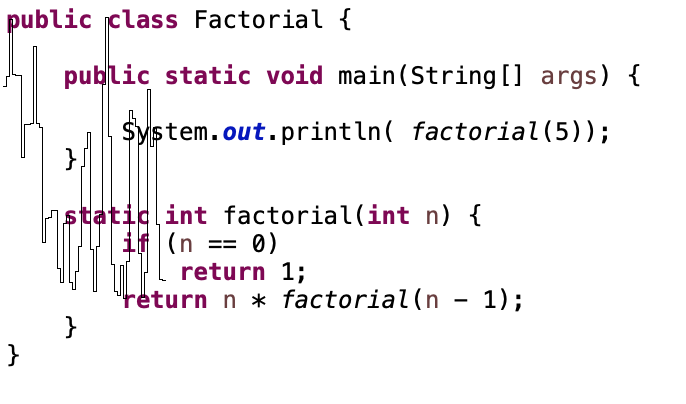 public class Factorial {
public static void main(String[] args) {
System.out.println( factorial(5));
}
static int factorial(int n) {
if (n == 0)
return 1;
return n * factorial(n - 1);
}
}